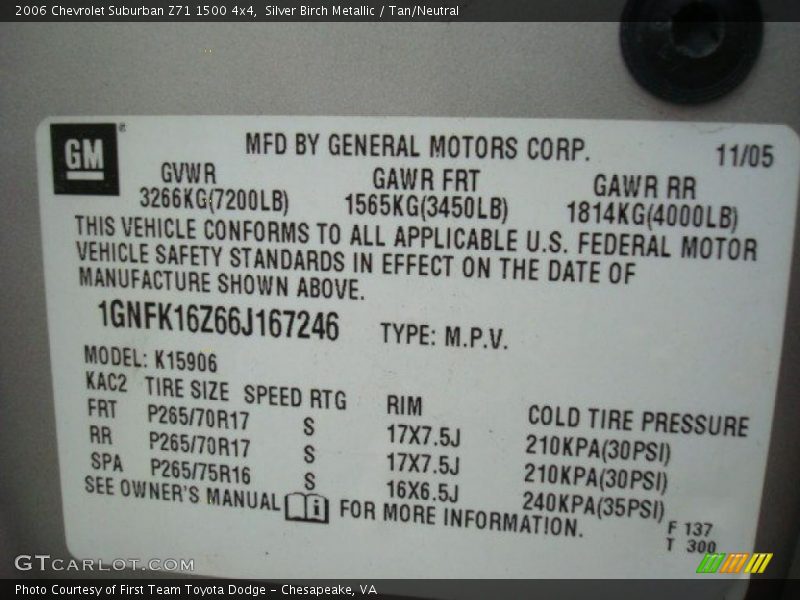 2006 Chevrolet Suburban Z71 1500 4x4, Silver Birch Metallic / Tan/Neutral
GM
MFD BY GENERAL MOTORS CORP. 11/05
GVWR GAWR FRT GAWR RR
3266KG(7200LB) 1565KG(3450LB) 1814KG(4000LB)
THIS VEHICLE CONFORMS TO ALL APPLICABLE U.S. FEDERAL MOTOR
VEHICLE SAFETY STANDARDS IN EFFECT ON THE DATE OF
MANUFACTURE SHOWN ABOVE.
1GNFK16Z66J167246 TYPE: M.P.V.
MODEL: K15906
KAC2 TIRE SIZE SPEED RTG RIM COLD TIRE PRESSURE
FRT P265/70R17 S 17X7.5J 210KPA(30PSI)
RR P265/70R17 S 17X7.5J 210KPA(30PSI)
SPA P265/75R16 S 16X6.5J 240KPA(35PSI)
SEE OWNER'S MANUAL i FOR MORE INFORMATION.
F 137
T 300
GTCARLOT.COM
Photo Courtesy of First Team Toyota Dodge - Chesapeake, VA